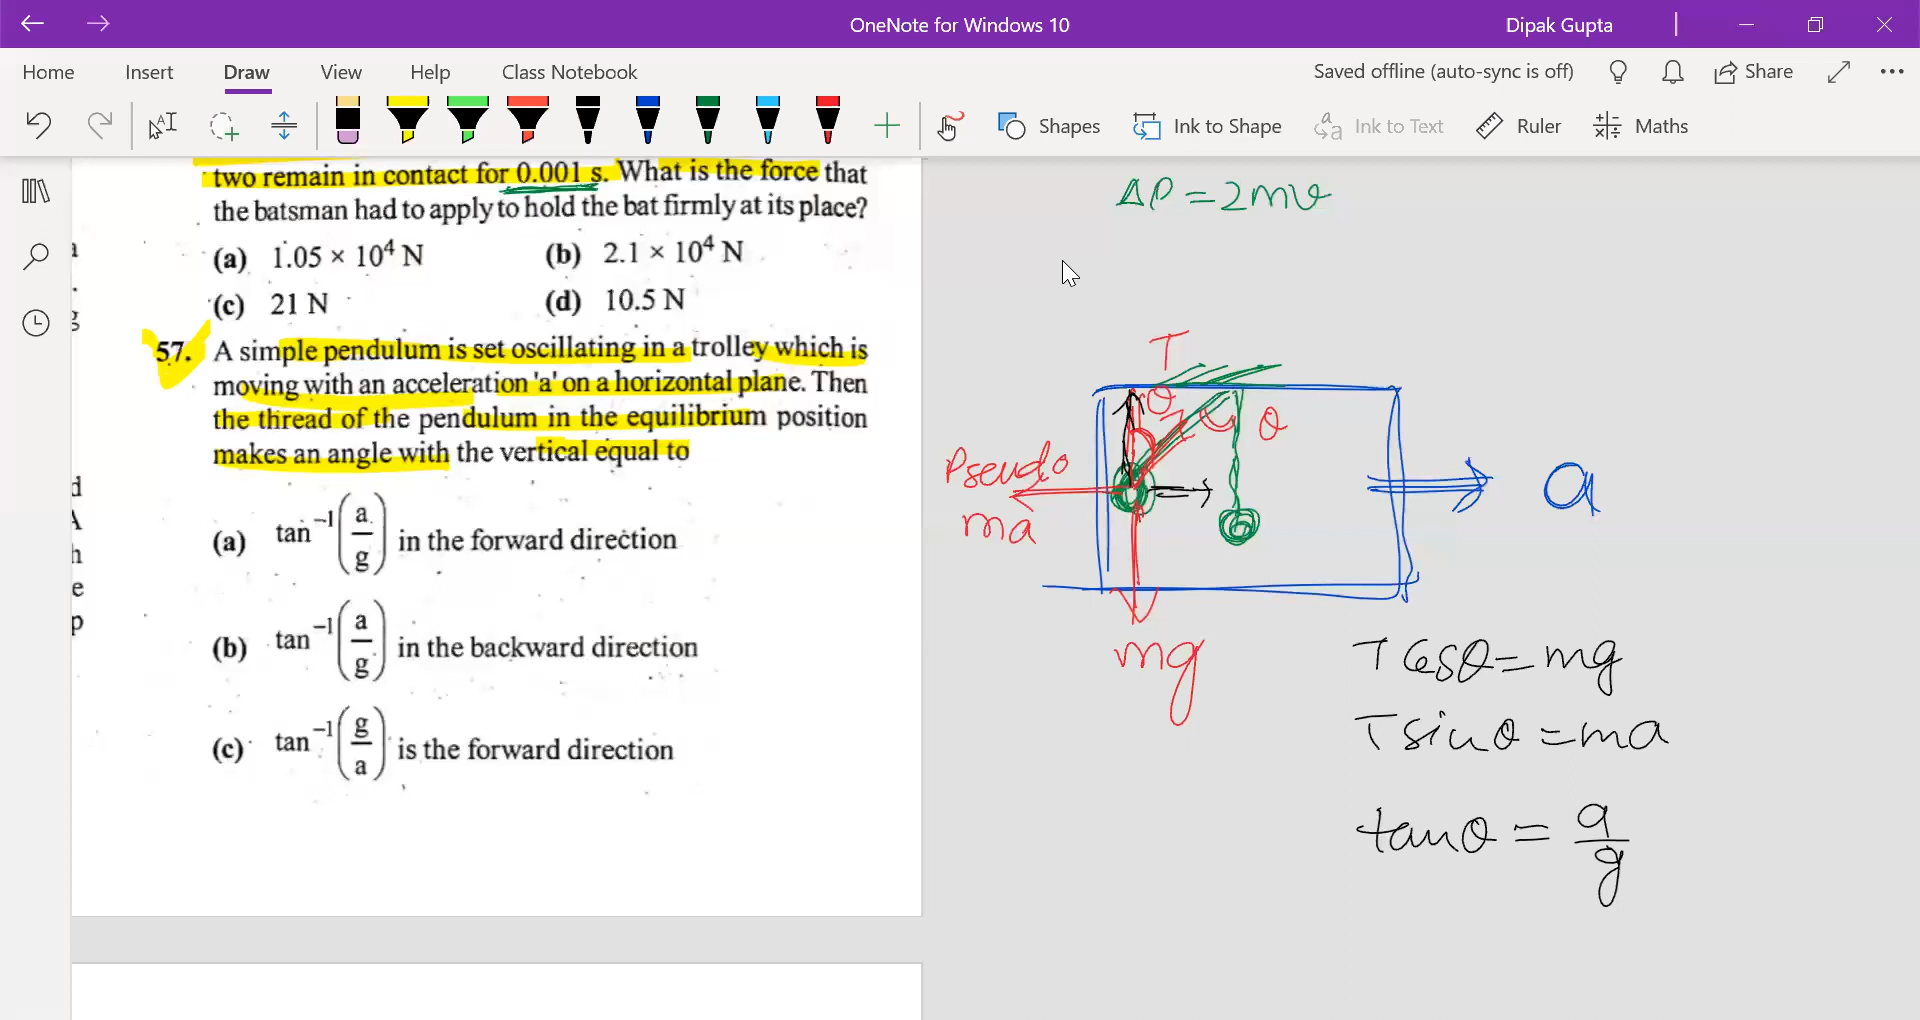 OneNote for Windows 10
Dipak Gupta
Home Insert Draw View Help Class Notebook
Saved offline (auto-sync is off) Share
Shapes Ink to Shape Ink to Text Ruler Maths
two remain in contact for 0.001 s. What is the force that
the batsman had to apply to hold the bat firmly at its place?
(a) 1.05 × 10⁴ N (b) 2.1 × 10⁴ N
(c) 21 N (d) 10.5 N
57. A simple pendulum is set oscillating in a trolley which is
moving with an acceleration 'a' on a horizontal plane. Then
the thread of the pendulum in the equilibrium position
makes an angle with the vertical equal to
(a) tan⁻¹(a/g) in the forward direction
(b) tan⁻¹(a/g) in the backward direction
(c) tan⁻¹(g/a) is the forward direction
ΔP = 2mv
T
θ θ
Pseudo
ma
a
mg
T Cosθ = mg
T sinθ = ma
tanθ = a/g